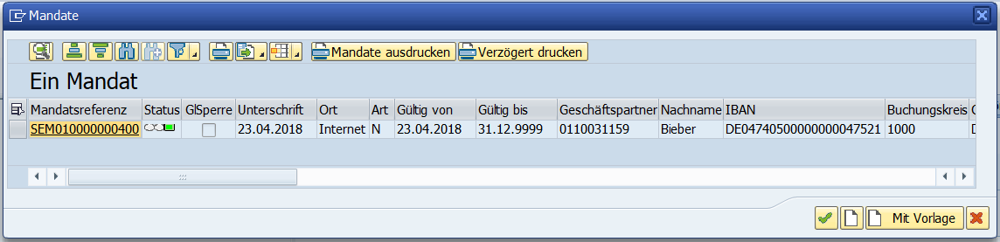 Mandate
Mandate ausdrucken Verzögert drucken
Ein Mandat
Mandatsreferenz Status GlSperre Unterschrift Ort Art Gültig von Gültig bis Geschäftspartner Nachname IBAN Buchungskreis
SEM010000000400 23.04.2018 Internet N 23.04.2018 31.12.9999 0110031159 Bieber DE04740500000000047521 1000
Mit Vorlage